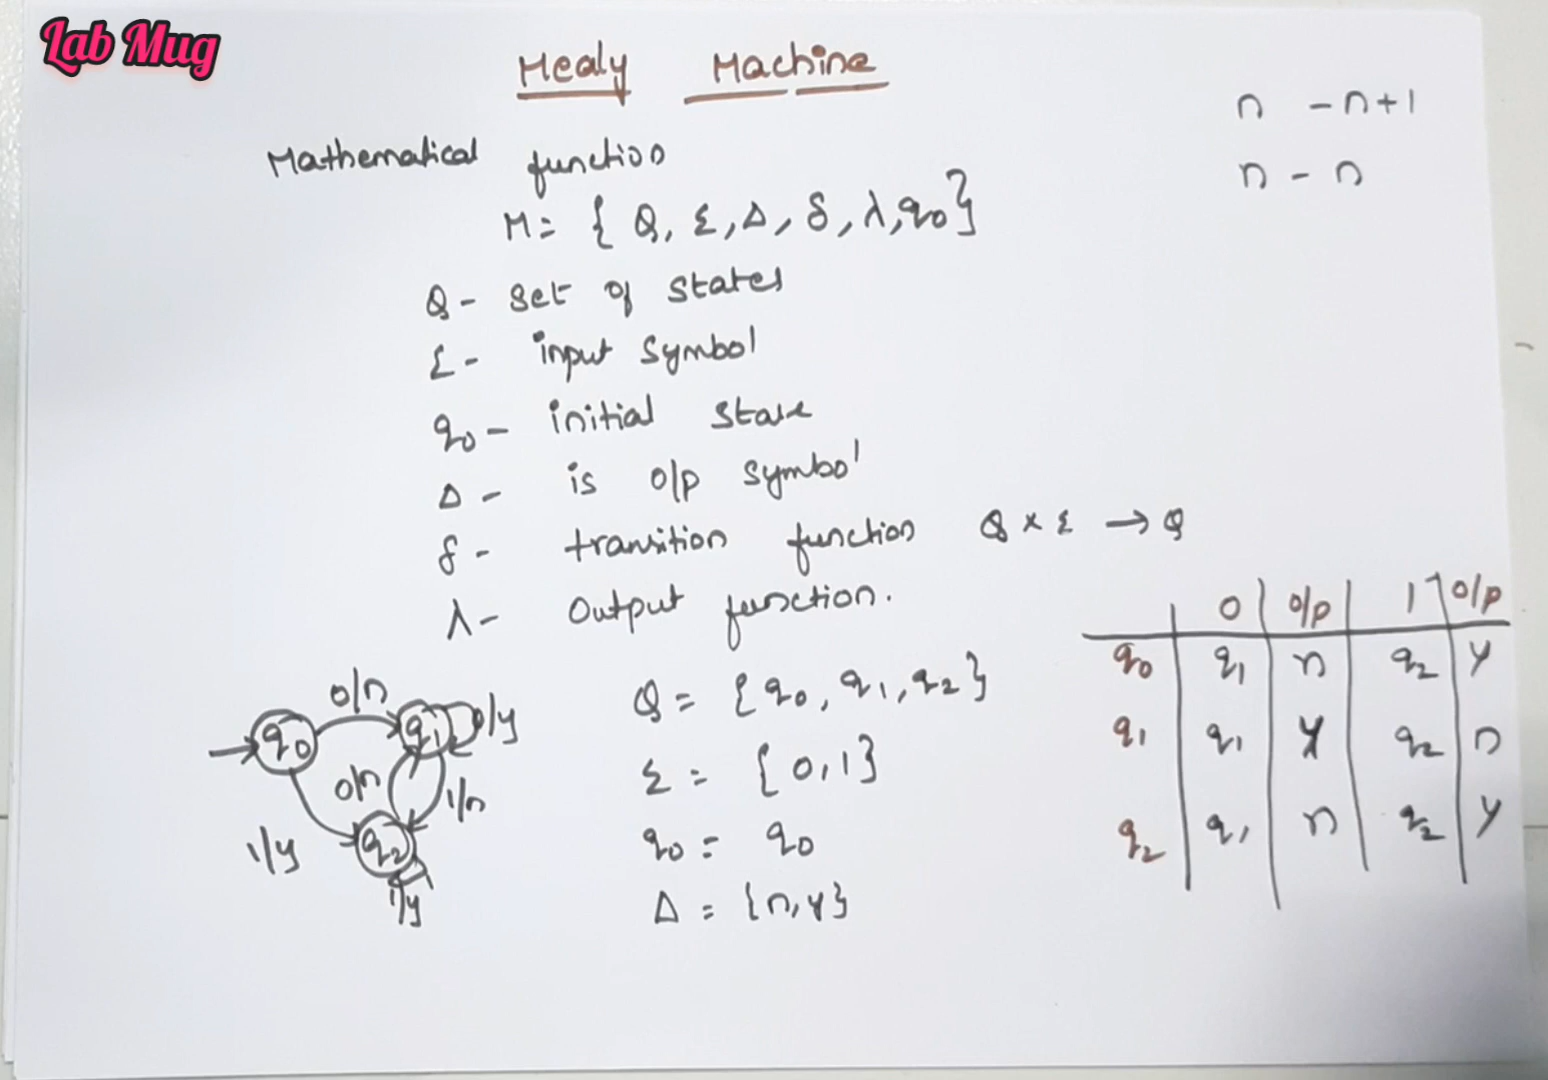 Lab Mug
Mealy Machine
n - n+1
n - n
Mathematical function
M = { Q, Σ, Δ, δ, λ, q0 }
Q - set of states
Σ - input symbol
q0 - initial state
Δ - is o/p symbol
δ - transition function Q × Σ → Q
λ - Output function.
0 o/p 1 o/p
q0 q1 n q2 y
q1 q1 y q2 n
q2 q1 n q2 y
Q = {q0, q1, q2}
Σ = {0,1}
q0 = q0
Δ = {n,y}
0/n
q0 q1 0/y
0/n 1/n
1/y q2
1/y